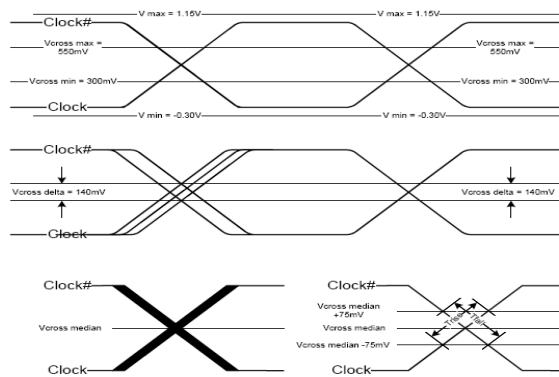 V max = 1.15V V max = 1.15V
Clock#
Vcross max = 550mV Vcross max = 550mV
Vcross min = 300mV Vcross min = 300mV
Clock
V min = -0.30V V min = -0.30V
Clock#
Vcross delta = 140mV Vcross delta = 140mV
Clock
Clock# Clock#
Vcross median +75mV
Vcross median Vcross median
Vcross median -75mV
Clock Clock
Trise Tfall